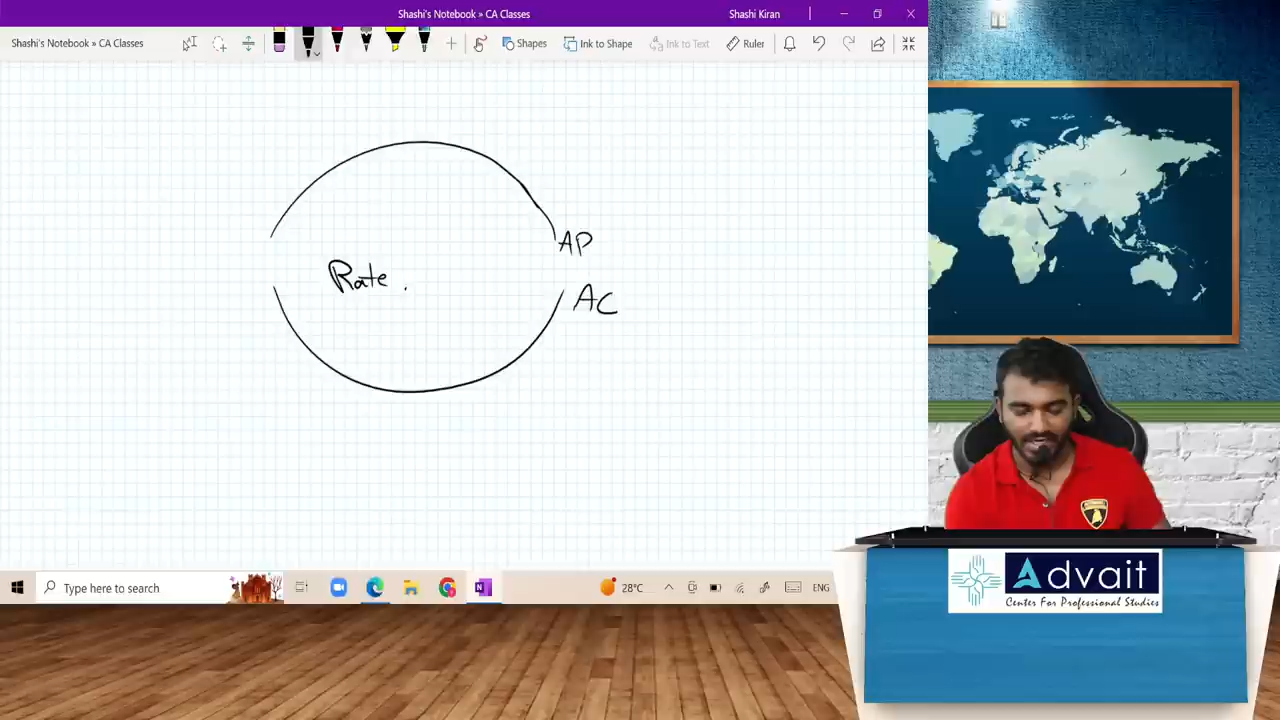 Shashi's Notebook » CA Classes
Shashi Kiran
Shashi's Notebook » CA Classes
Shapes
Ink to Shape
Ink to Text
Ruler
AP
Rate.
AC
Type here to search
28°C
ENG
Advait
Center For Professional Studies